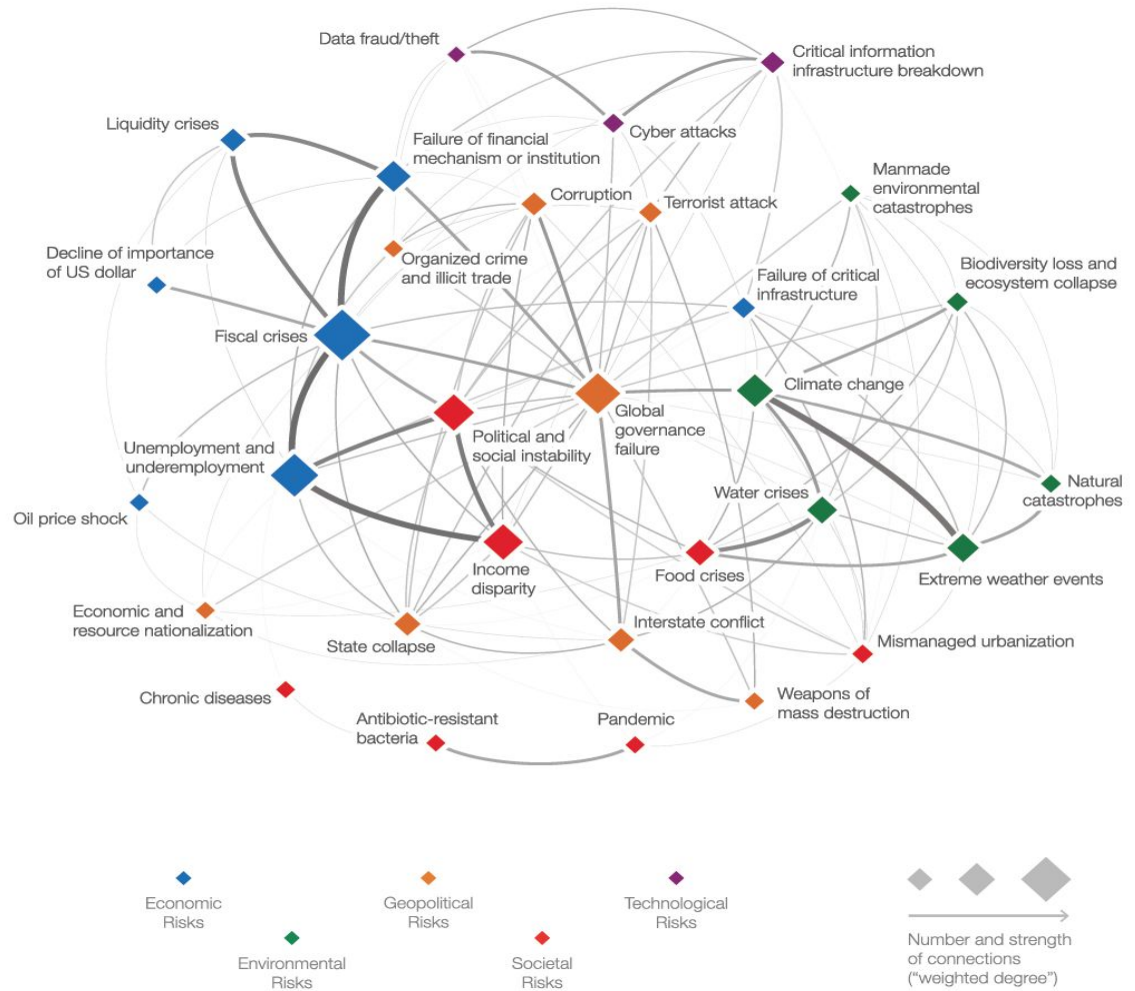 Data fraud/theft
Critical information
infrastructure breakdown
Liquidity crises
Cyber attacks
Failure of financial
mechanism or institution
Manmade
environmental
catastrophes
Corruption
Terrorist attack
Decline of importance
of US dollar
Organized crime
and illicit trade
Failure of critical
infrastructure
Biodiversity loss and
ecosystem collapse
Fiscal crises
Climate change
Global
governance
failure
Political and
social instability
Unemployment and
underemployment
Water crises
Natural
catastrophes
Oil price shock
Income
disparity
Food crises
Extreme weather events
Economic and
resource nationalization
State collapse
Interstate conflict
Mismanaged urbanization
Chronic diseases
Weapons of
mass destruction
Antibiotic-resistant
bacteria
Pandemic
Economic
Risks
Geopolitical
Risks
Technological
Risks
Environmental
Risks
Societal
Risks
Number and strength
of connections
(“weighted degree”)